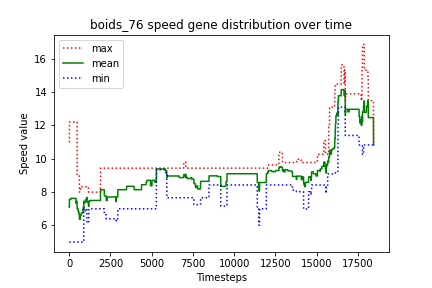 boids_76 speed gene distribution over time
max
mean
min
Speed value
16
14
12
10
8
6
0
2500
5000
7500
10000
12500
15000
17500
Timesteps